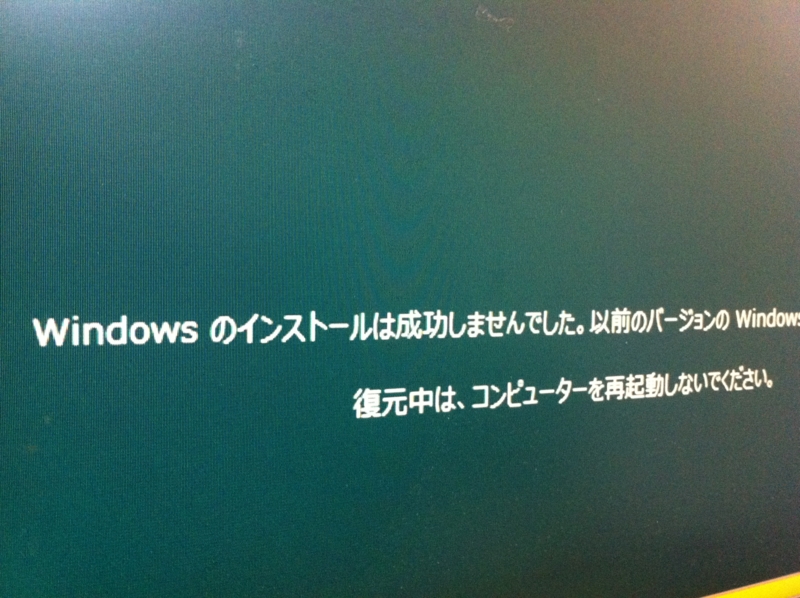 Windows のインストールは成功しませんでした。以前のバージョンの Windows
復元中は、コンピューターを再起動しないでください。